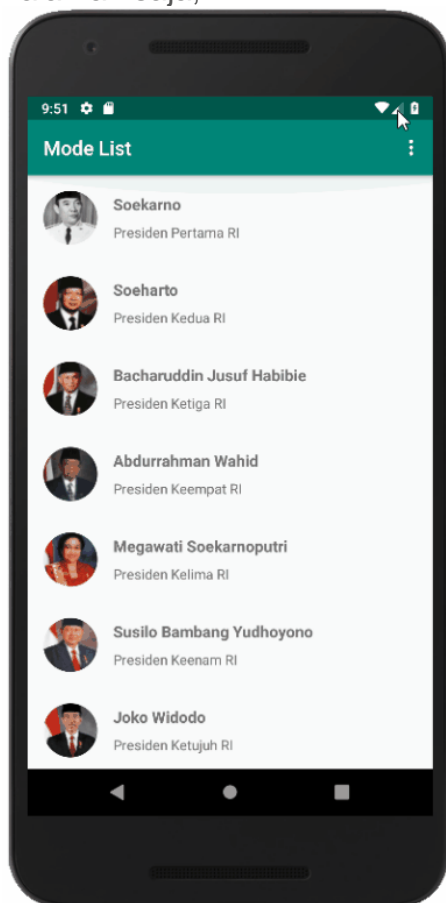 9:51
Mode List
Soekarno
Presiden Pertama RI
Soeharto
Presiden Kedua RI
Bacharuddin Jusuf Habibie
Presiden Ketiga RI
Abdurrahman Wahid
Presiden Keempat RI
Megawati Soekarnoputri
Presiden Kelima RI
Susilo Bambang Yudhoyono
Presiden Keenam RI
Joko Widodo
Presiden Ketujuh RI